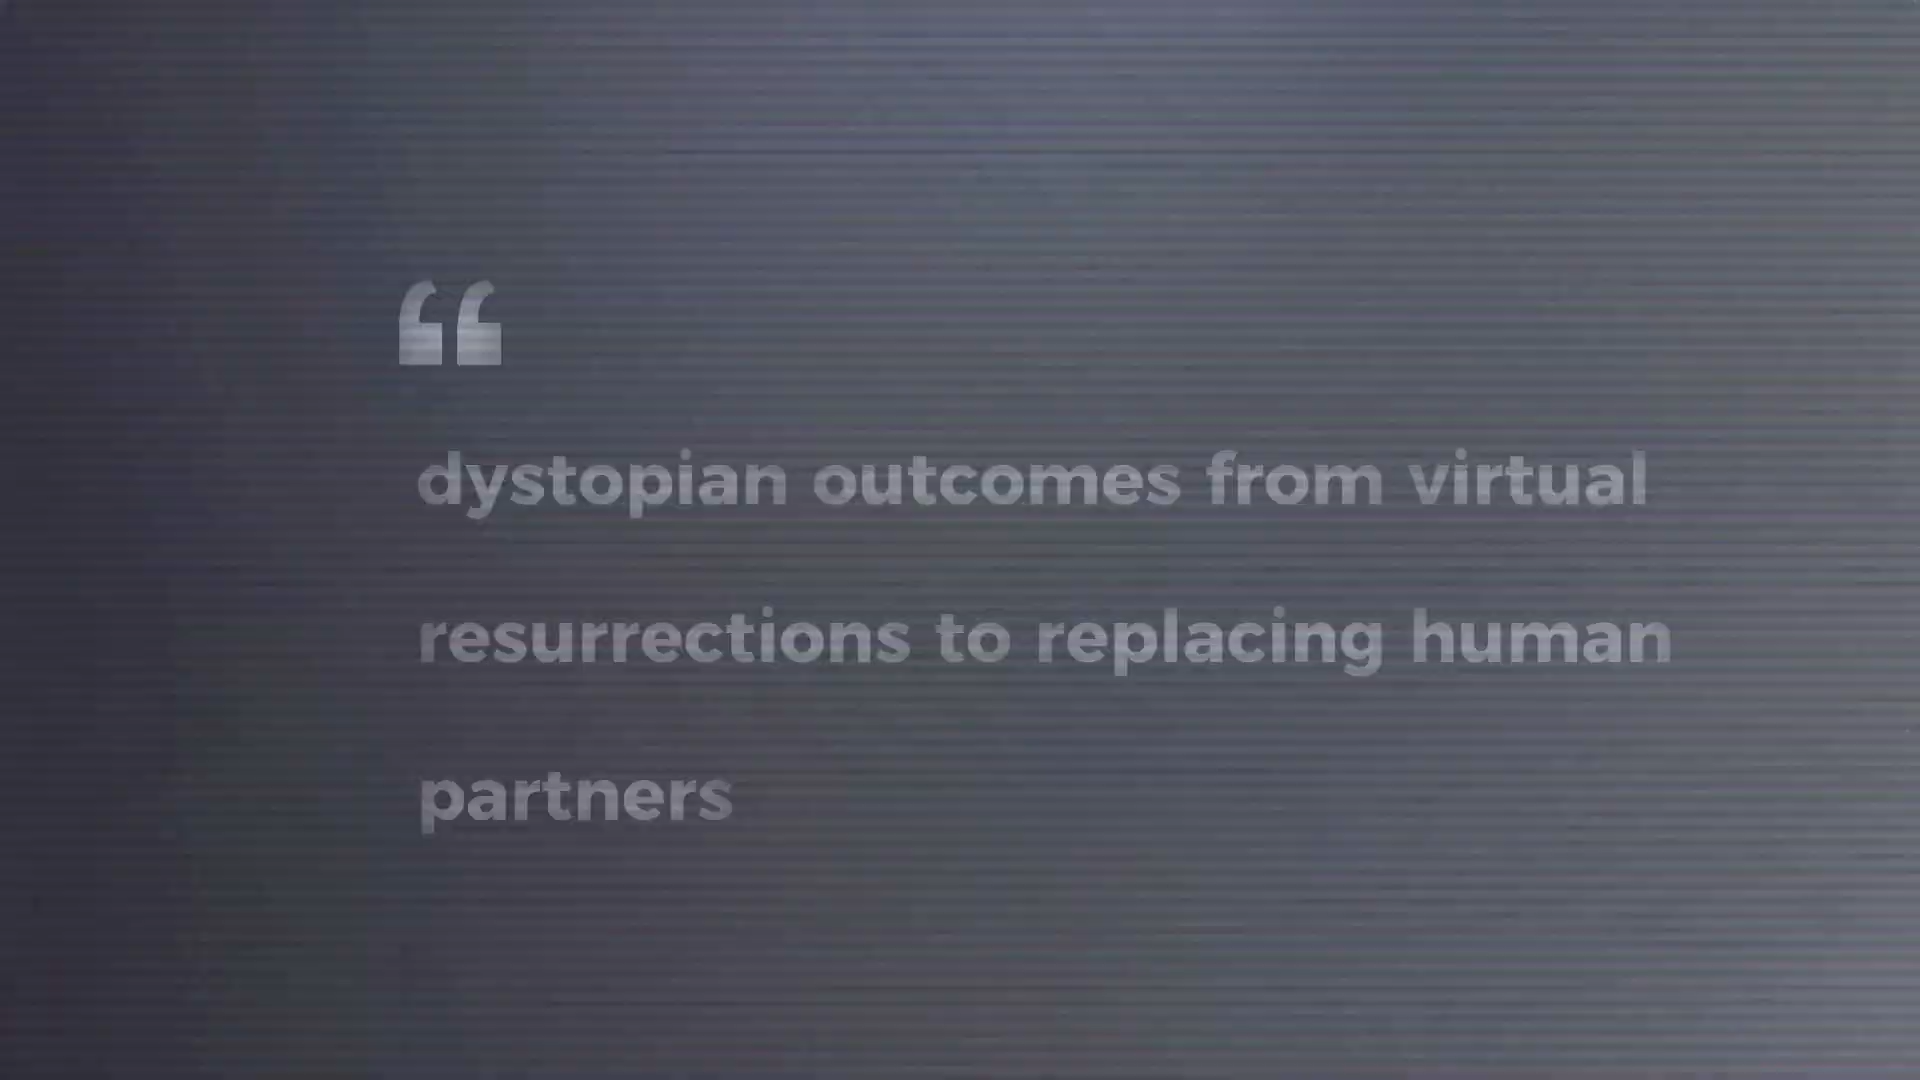 “
dystopian outcomes from virtual
resurrections to replacing human
partners